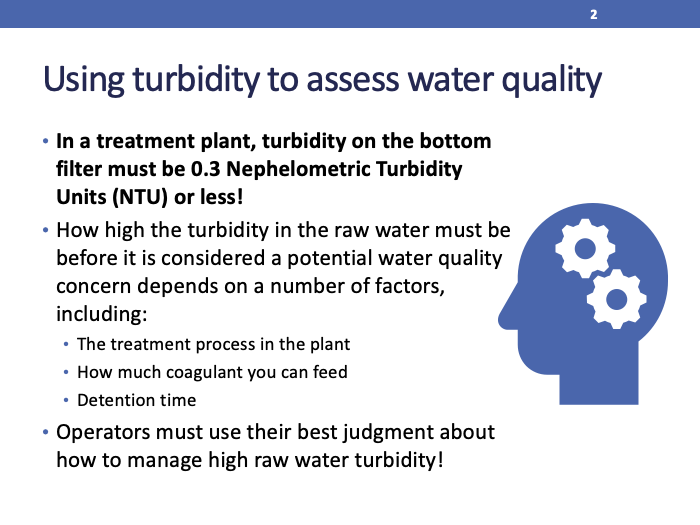 2
Using turbidity to assess water quality
• In a treatment plant, turbidity on the bottom
filter must be 0.3 Nephelometric Turbidity
Units (NTU) or less!
• How high the turbidity in the raw water must be
before it is considered a potential water quality
concern depends on a number of factors,
including:
• The treatment process in the plant
• How much coagulant you can feed
• Detention time
• Operators must use their best judgment about
how to manage high raw water turbidity!